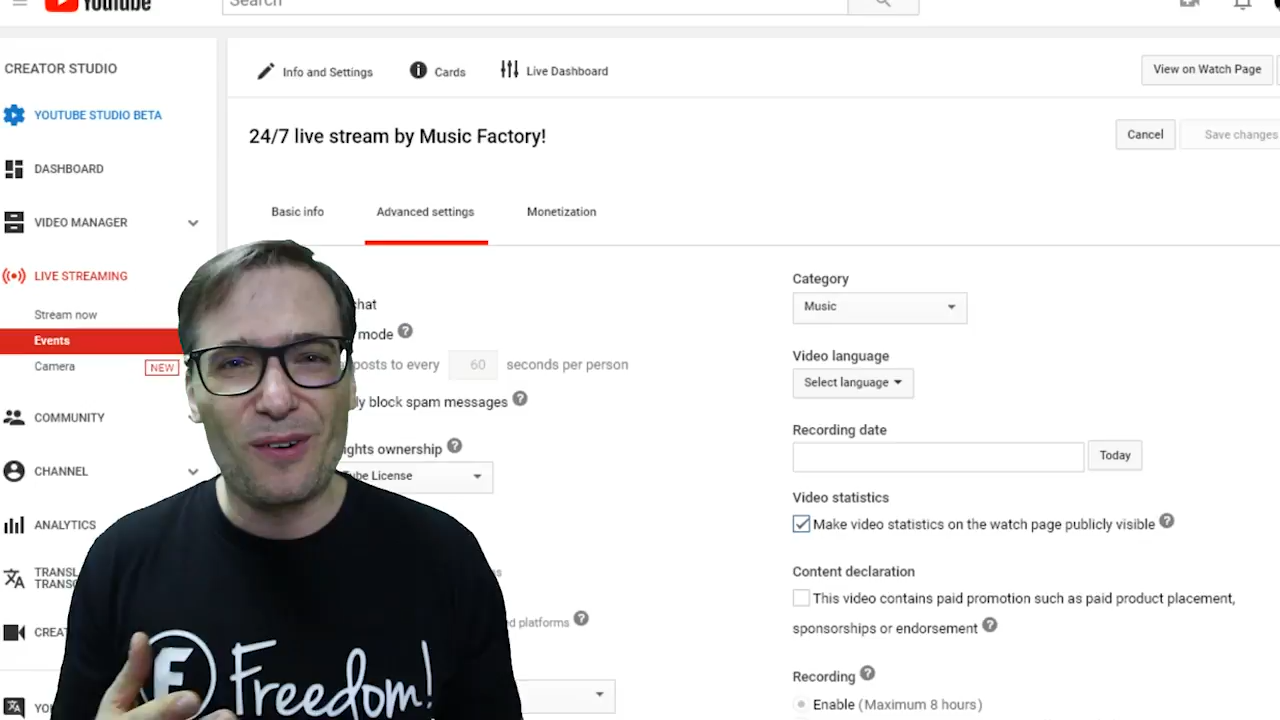 YouTube
Search
CREATOR STUDIO
Info and Settings
Cards
Live Dashboard
View on Watch Page
YOUTUBE STUDIO BETA
24/7 live stream by Music Factory!
Cancel
Save changes
DASHBOARD
Basic info
Advanced settings
Monetization
VIDEO MANAGER
LIVE STREAMING
Stream now
Events
Camera
NEW
COMMUNITY
CHANNEL
ANALYTICS
chat
mode
posts to every 60 seconds per person
block spam messages
ownership
License
platforms
Category
Music
Video language
Select language
Recording date
Today
Video statistics
Make video statistics on the watch page publicly visible
Content declaration
This video contains paid promotion such as paid product placement,
sponsorships or endorsement
Recording
Enable (Maximum 8 hours)
F Freedom!